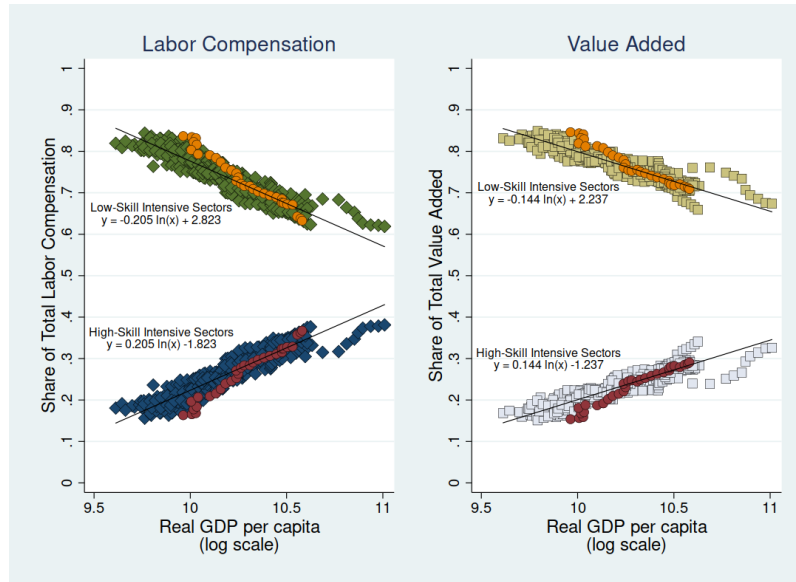 Labor Compensation
Share of Total Labor Compensation
1
.9
.8
.7
.6
.5
.4
.3
.2
.1
0
Low-Skill Intensive Sectors
y = -0.205 ln(x) + 2.823
High-Skill Intensive Sectors
y = 0.205 ln(x) -1.823
9.5 10 10.5 11
Real GDP per capita
(log scale)
Value Added
Share of Total Value Added
1
.9
.8
.7
.6
.5
.4
.3
.2
.1
0
Low-Skill Intensive Sectors
y = -0.144 ln(x) + 2.237
High-Skill Intensive Sectors
y = 0.144 ln(x) -1.237
9.5 10 10.5 11
Real GDP per capita
(log scale)